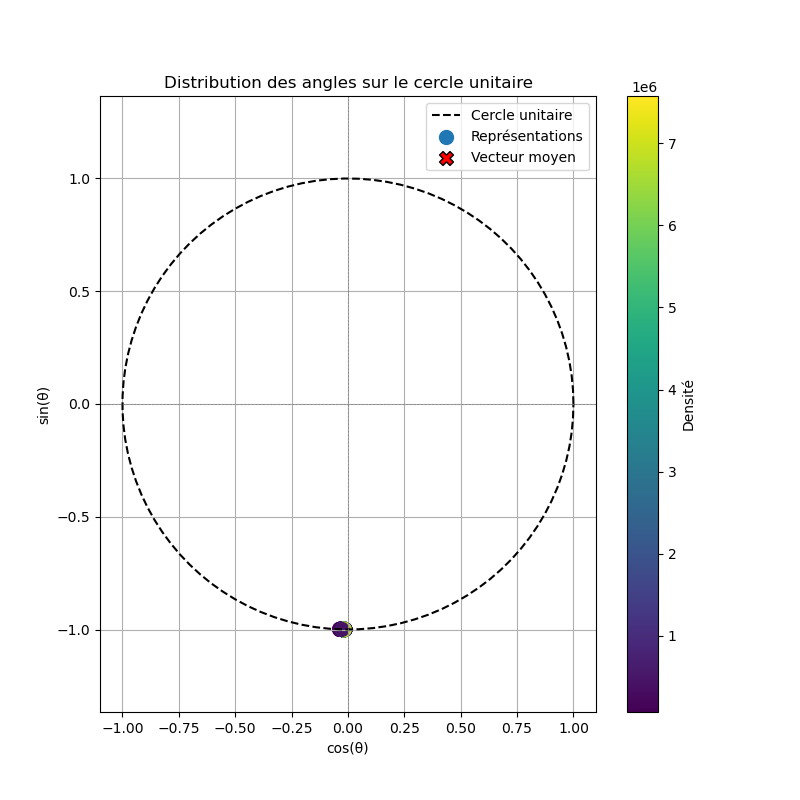 Distribution des angles sur le cercle unitaire
1e6
Cercle unitaire
Représentations
Vecteur moyen
1.0
0.5
0.0
−0.5
−1.0
sin(θ)
−1.00 −0.75 −0.50 −0.25 0.00 0.25 0.50 0.75 1.00
cos(θ)
7
6
5
4
3
2
1
Densité